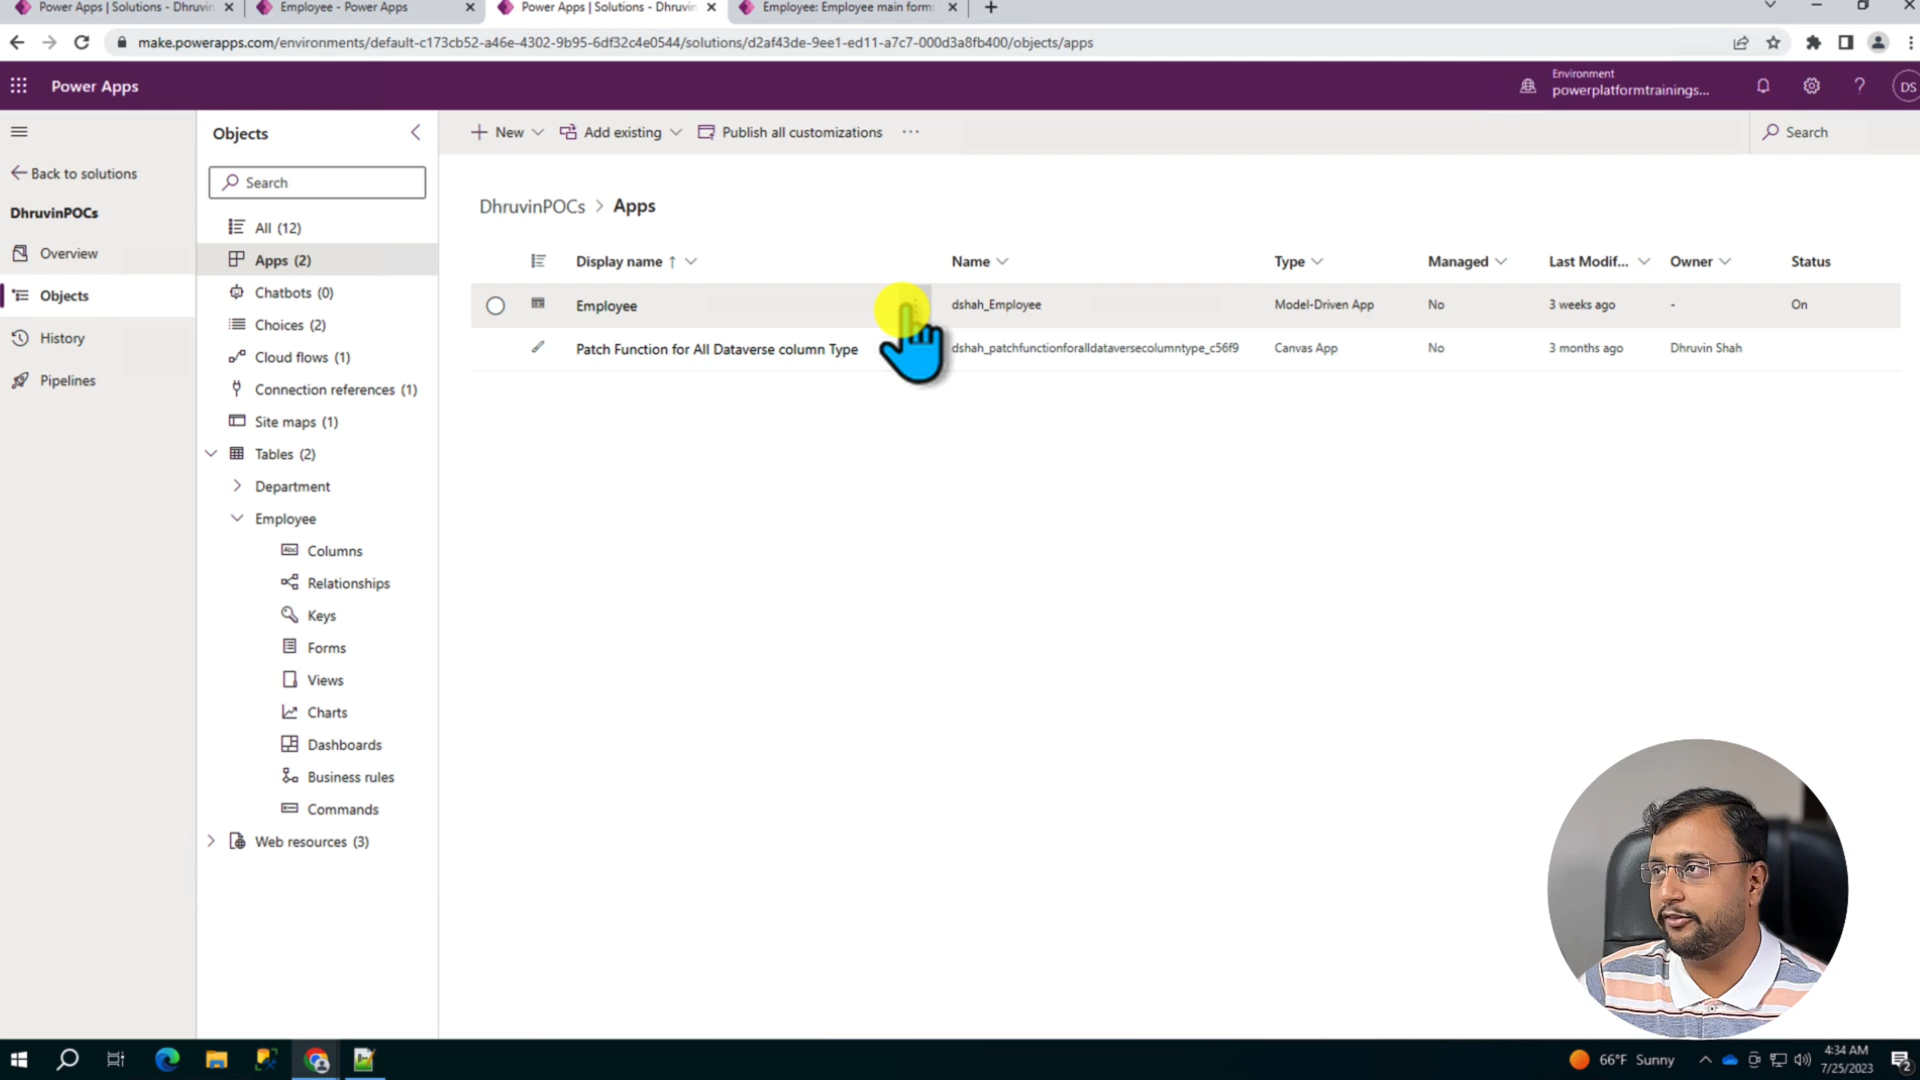 Power Apps | Solutions - Dhruvin
Employee - Power Apps
Power Apps | Solutions - Dhruvin
Employee: Employee main form:
make.powerapps.com/environments/default-c173cb52-a46e-4302-9b95-6df32c4e0544/solutions/d2af43de-9ee1-ed11-a7c7-000d3a8fb400/objects/apps
Power Apps
Environment
powerplatformtrainings...
DS
Back to solutions
DhruvinPOCs
Overview
Objects
History
Pipelines
Objects
Search
All (12)
Apps (2)
Chatbots (0)
Choices (2)
Cloud flows (1)
Connection references (1)
Site maps (1)
Tables (2)
Department
Employee
Columns
Relationships
Keys
Forms
Views
Charts
Dashboards
Business rules
Commands
Web resources (3)
New
Add existing
Publish all customizations
...
Search
DhruvinPOCs > Apps
Display name ↑ Name Type Managed Last Modif... Owner Status
Employee dshah_Employee Model-Driven App No 3 weeks ago - On
Patch Function for All Dataverse column Type dshah_patchfunctionforalldataversecolumntype_c56f9 Canvas App No 3 months ago Dhruvin Shah
66°F Sunny
4:34 AM
7/25/2023
2